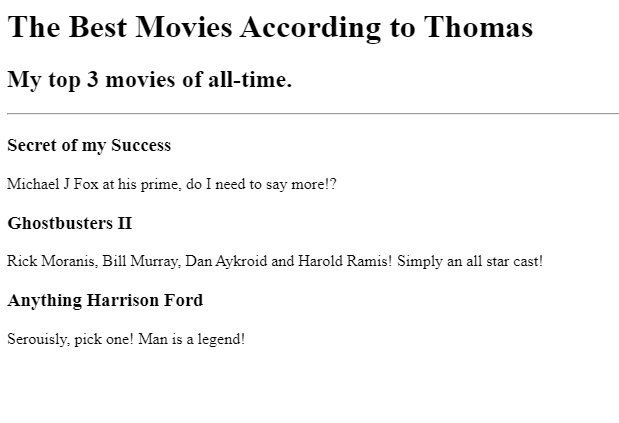 The Best Movies According to Thomas
My top 3 movies of all-time.
Secret of my Success
Michael J Fox at his prime, do I need to say more!?
Ghostbusters II
Rick Moranis, Bill Murray, Dan Aykroid and Harold Ramis! Simply an all star cast!
Anything Harrison Ford
Serouisly, pick one! Man is a legend!